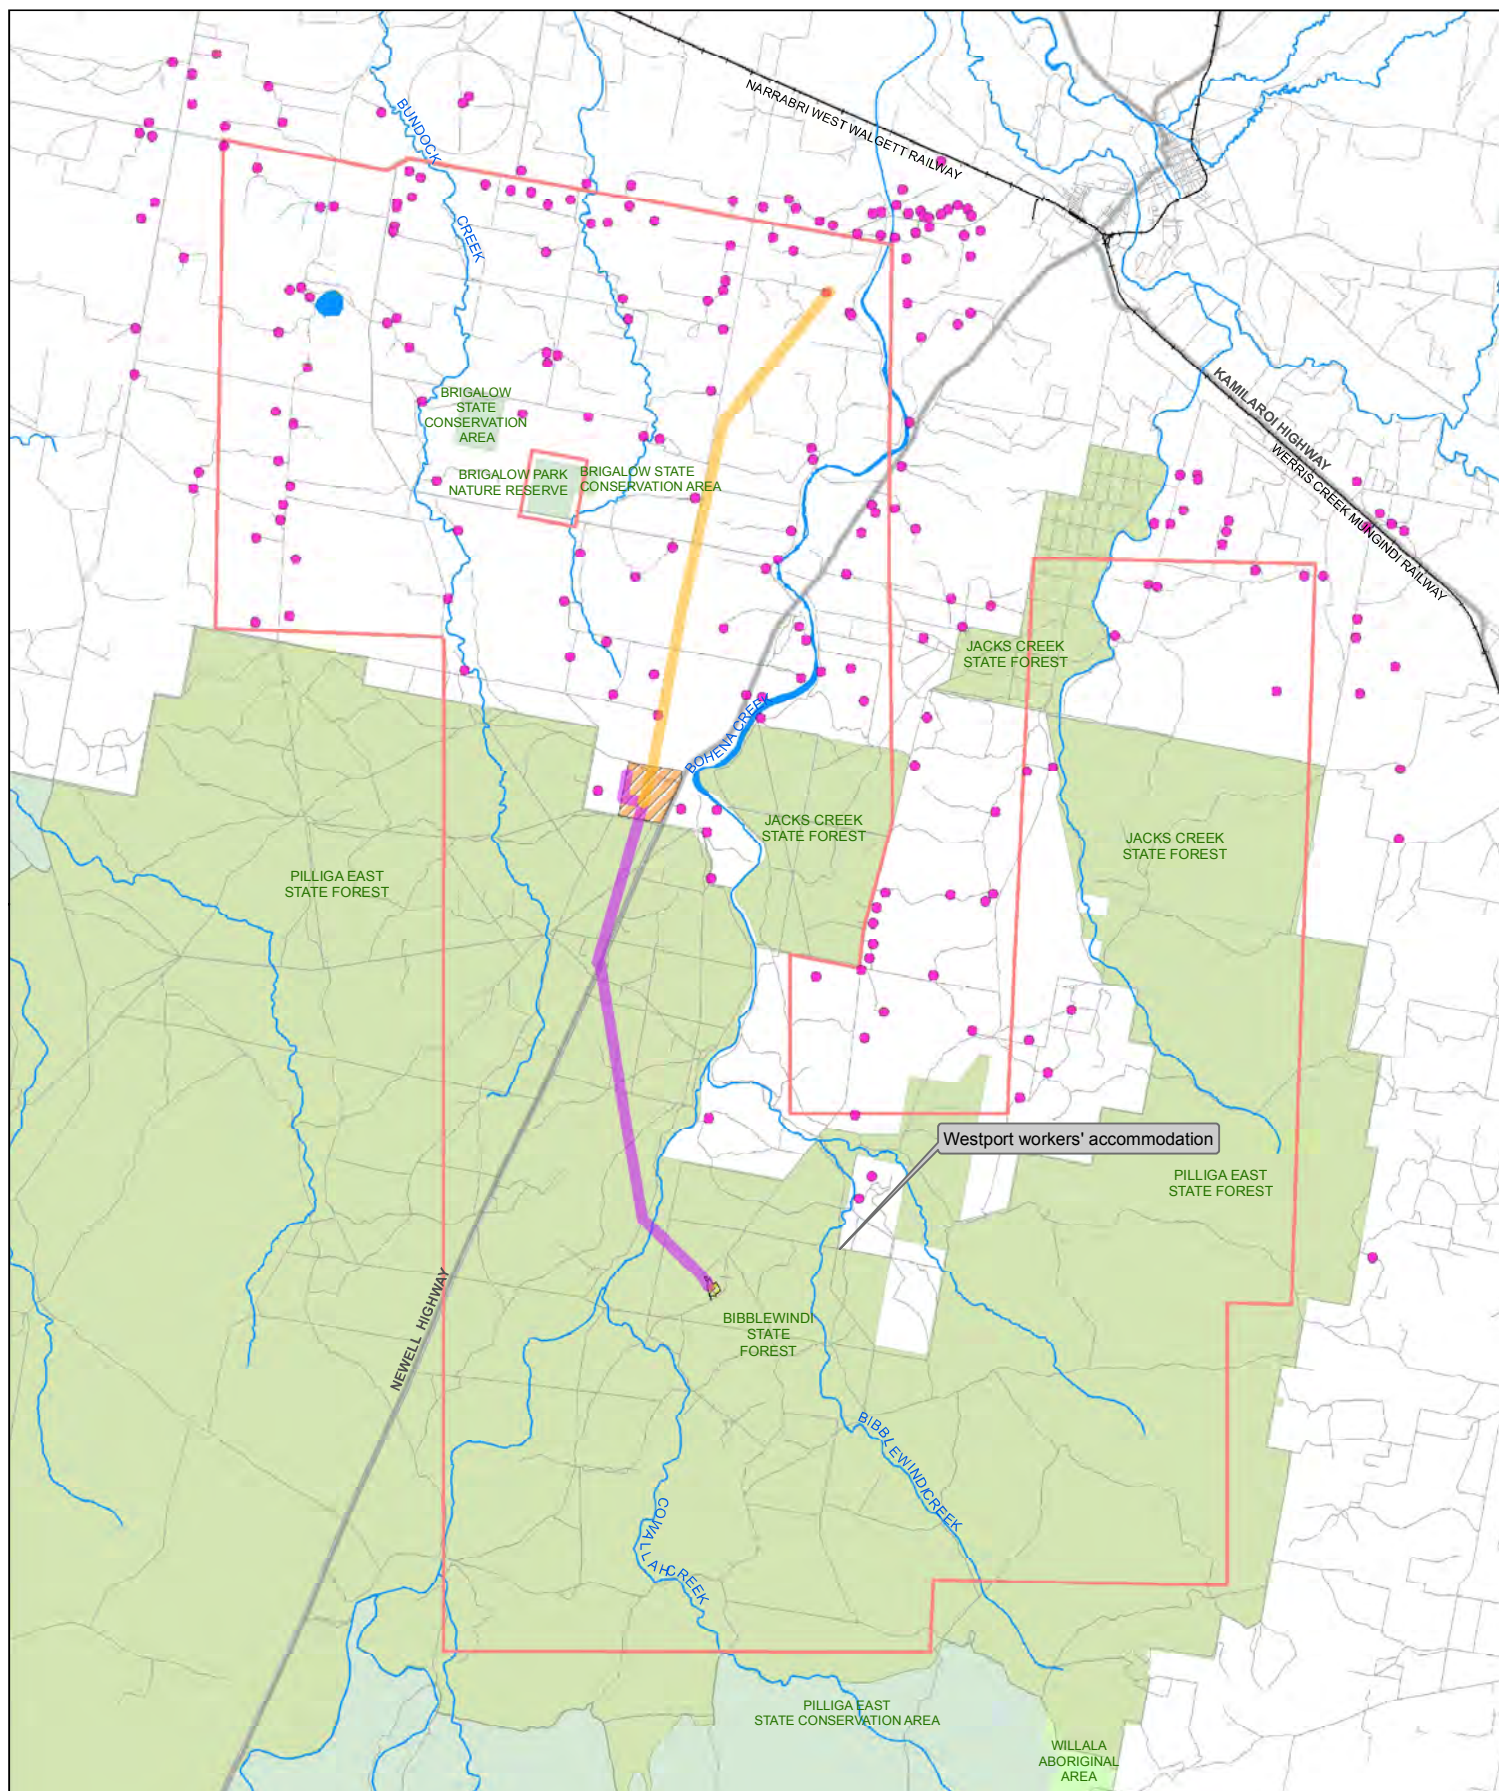 NARRABRI WEST WALGETT RAILWAY
BUNDOCK
CREEK
KAMILAROI HIGHWAY
WERRIS CREEK MUNGINDI RAILWAY
BRIGALOW
STATE
CONSERVATION
AREA
BRIGALOW PARK
NATURE RESERVE
BRIGALOW STATE
CONSERVATION AREA
JACKS CREEK
STATE FOREST
BOHENA CREEK
JACKS CREEK
STATE FOREST
JACKS CREEK
STATE FOREST
PILLIGA EAST
STATE FOREST
Westport workers' accommodation
PILLIGA EAST
STATE FOREST
NEWELL HIGHWAY
BIBBLEWINDI
STATE
FOREST
BIBBLEWINDI CREEK
COWALLAH
CREEK
PILLIGA EAST
STATE CONSERVATION AREA
WILLALA
ABORIGINAL
AREA